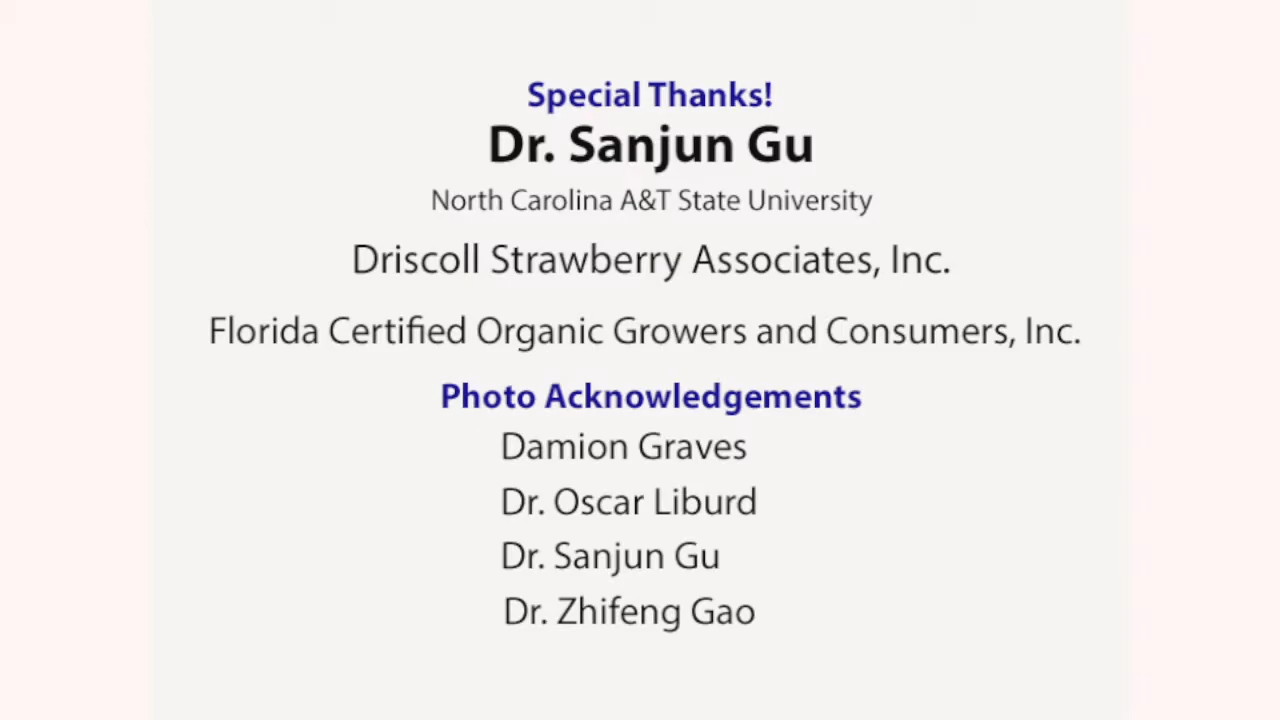 Special Thanks!
Dr. Sanjun Gu
North Carolina A&T State University
Driscoll Strawberry Associates, Inc.
Florida Certified Organic Growers and Consumers, Inc.
Photo Acknowledgements
Damion Graves
Dr. Oscar Liburd
Dr. Sanjun Gu
Dr. Zhifeng Gao